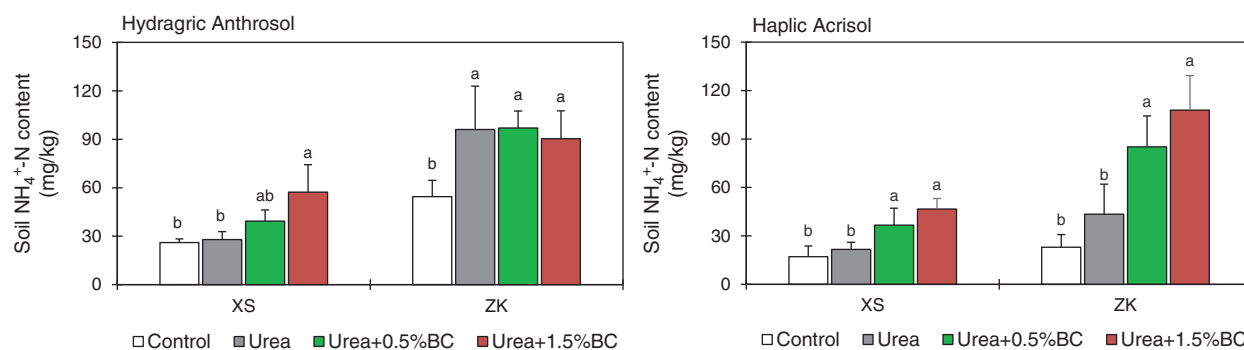 Hydragric Anthrosol
Soil NH₄⁺-N content
(mg/kg)
150
120
90
60
30
0
b
b
ab
a
b
a
a
a
XS
ZK
Control
Urea
Urea+0.5%BC
Urea+1.5%BC
Haplic Acrisol
Soil NH₄⁺-N content
(mg/kg)
150
120
90
60
30
0
b
b
a
a
b
b
a
a
XS
ZK
Control
Urea
Urea+0.5%BC
Urea+1.5%BC